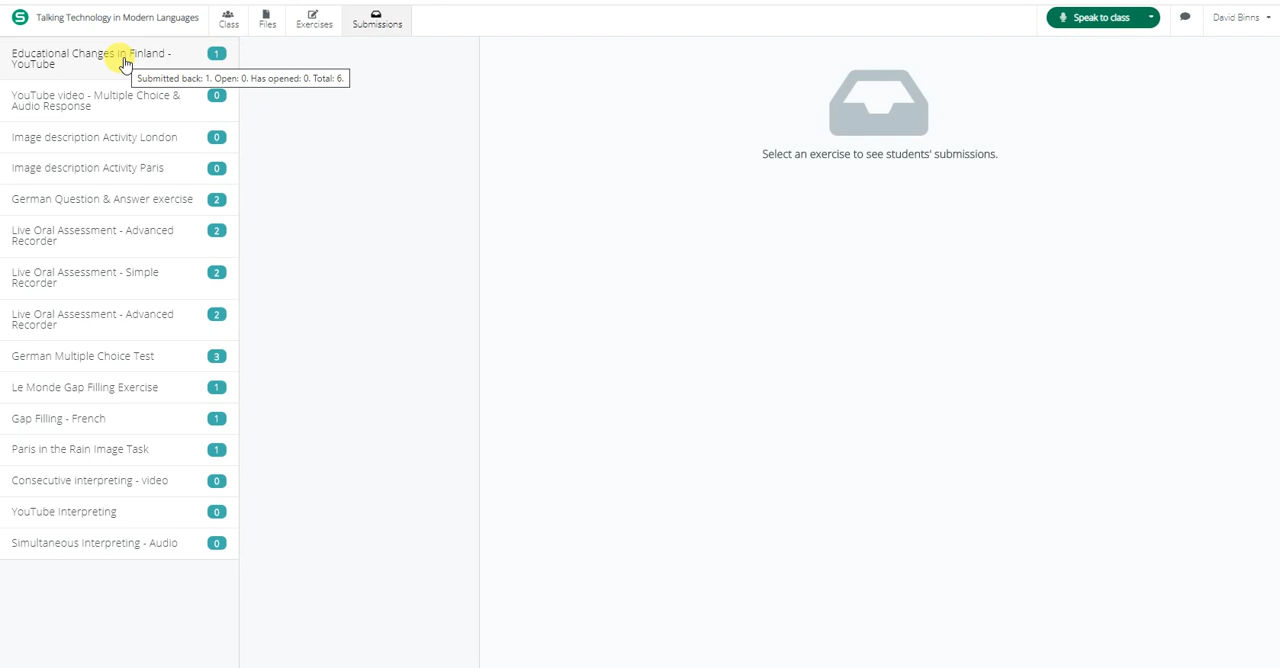 S Talking Technology in Modern Languages
Class
Files
Exercises
Submissions
Speak to class
David Binns
Educational Changes in Finland -
YouTube
1
Submitted back: 1. Open: 0. Has opened: 0. Total: 6.
YouTube video - Multiple Choice &
Audio Response
0
Image description Activity London
0
Image description Activity Paris
0
German Question & Answer exercise
2
Live Oral Assessment - Advanced
Recorder
2
Live Oral Assessment - Simple
Recorder
2
Live Oral Assessment - Advanced
Recorder
2
German Multiple Choice Test
3
Le Monde Gap Filling Exercise
1
Gap Filling - French
1
Paris in the Rain Image Task
1
Consecutive interpreting - video
0
YouTube Interpreting
0
Simultaneous Interpreting - Audio
0
Select an exercise to see students' submissions.